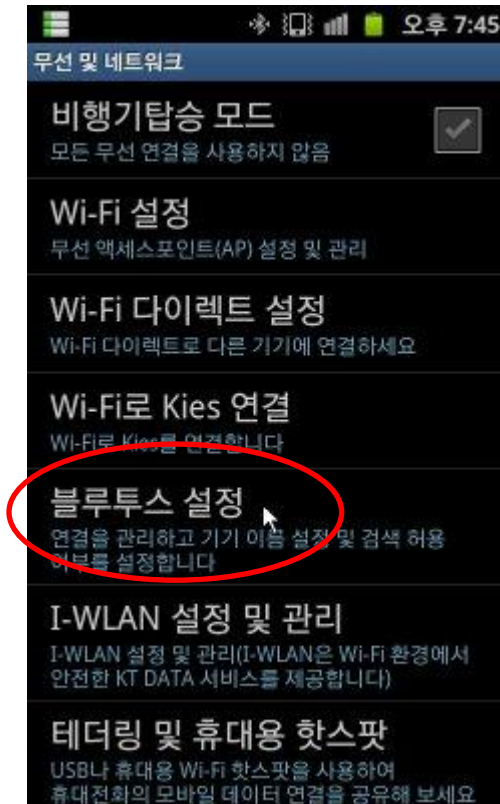 오후 7:45
무선 및 네트워크
비행기탑승 모드
모든 무선 연결을 사용하지 않음
Wi-Fi 설정
무선 액세스포인트(AP) 설정 및 관리
Wi-Fi 다이렉트 설정
Wi-Fi 다이렉트로 다른 기기에 연결하세요
Wi-Fi로 Kies 연결
Wi-Fi로 Kies를 연결합니다
블루투스 설정
연결을 관리하고 기기 이름 설정 및 검색 허용
여부를 설정합니다
I-WLAN 설정 및 관리
I-WLAN 설정 및 관리(I-WLAN은 Wi-Fi 환경에서
안전한 KT DATA 서비스를 제공합니다)
테더링 및 휴대용 핫스팟
USB나 휴대용 Wi-Fi 핫스팟을 사용하여
휴대전화의 모바일 데이터 연결을 공유해 보세요